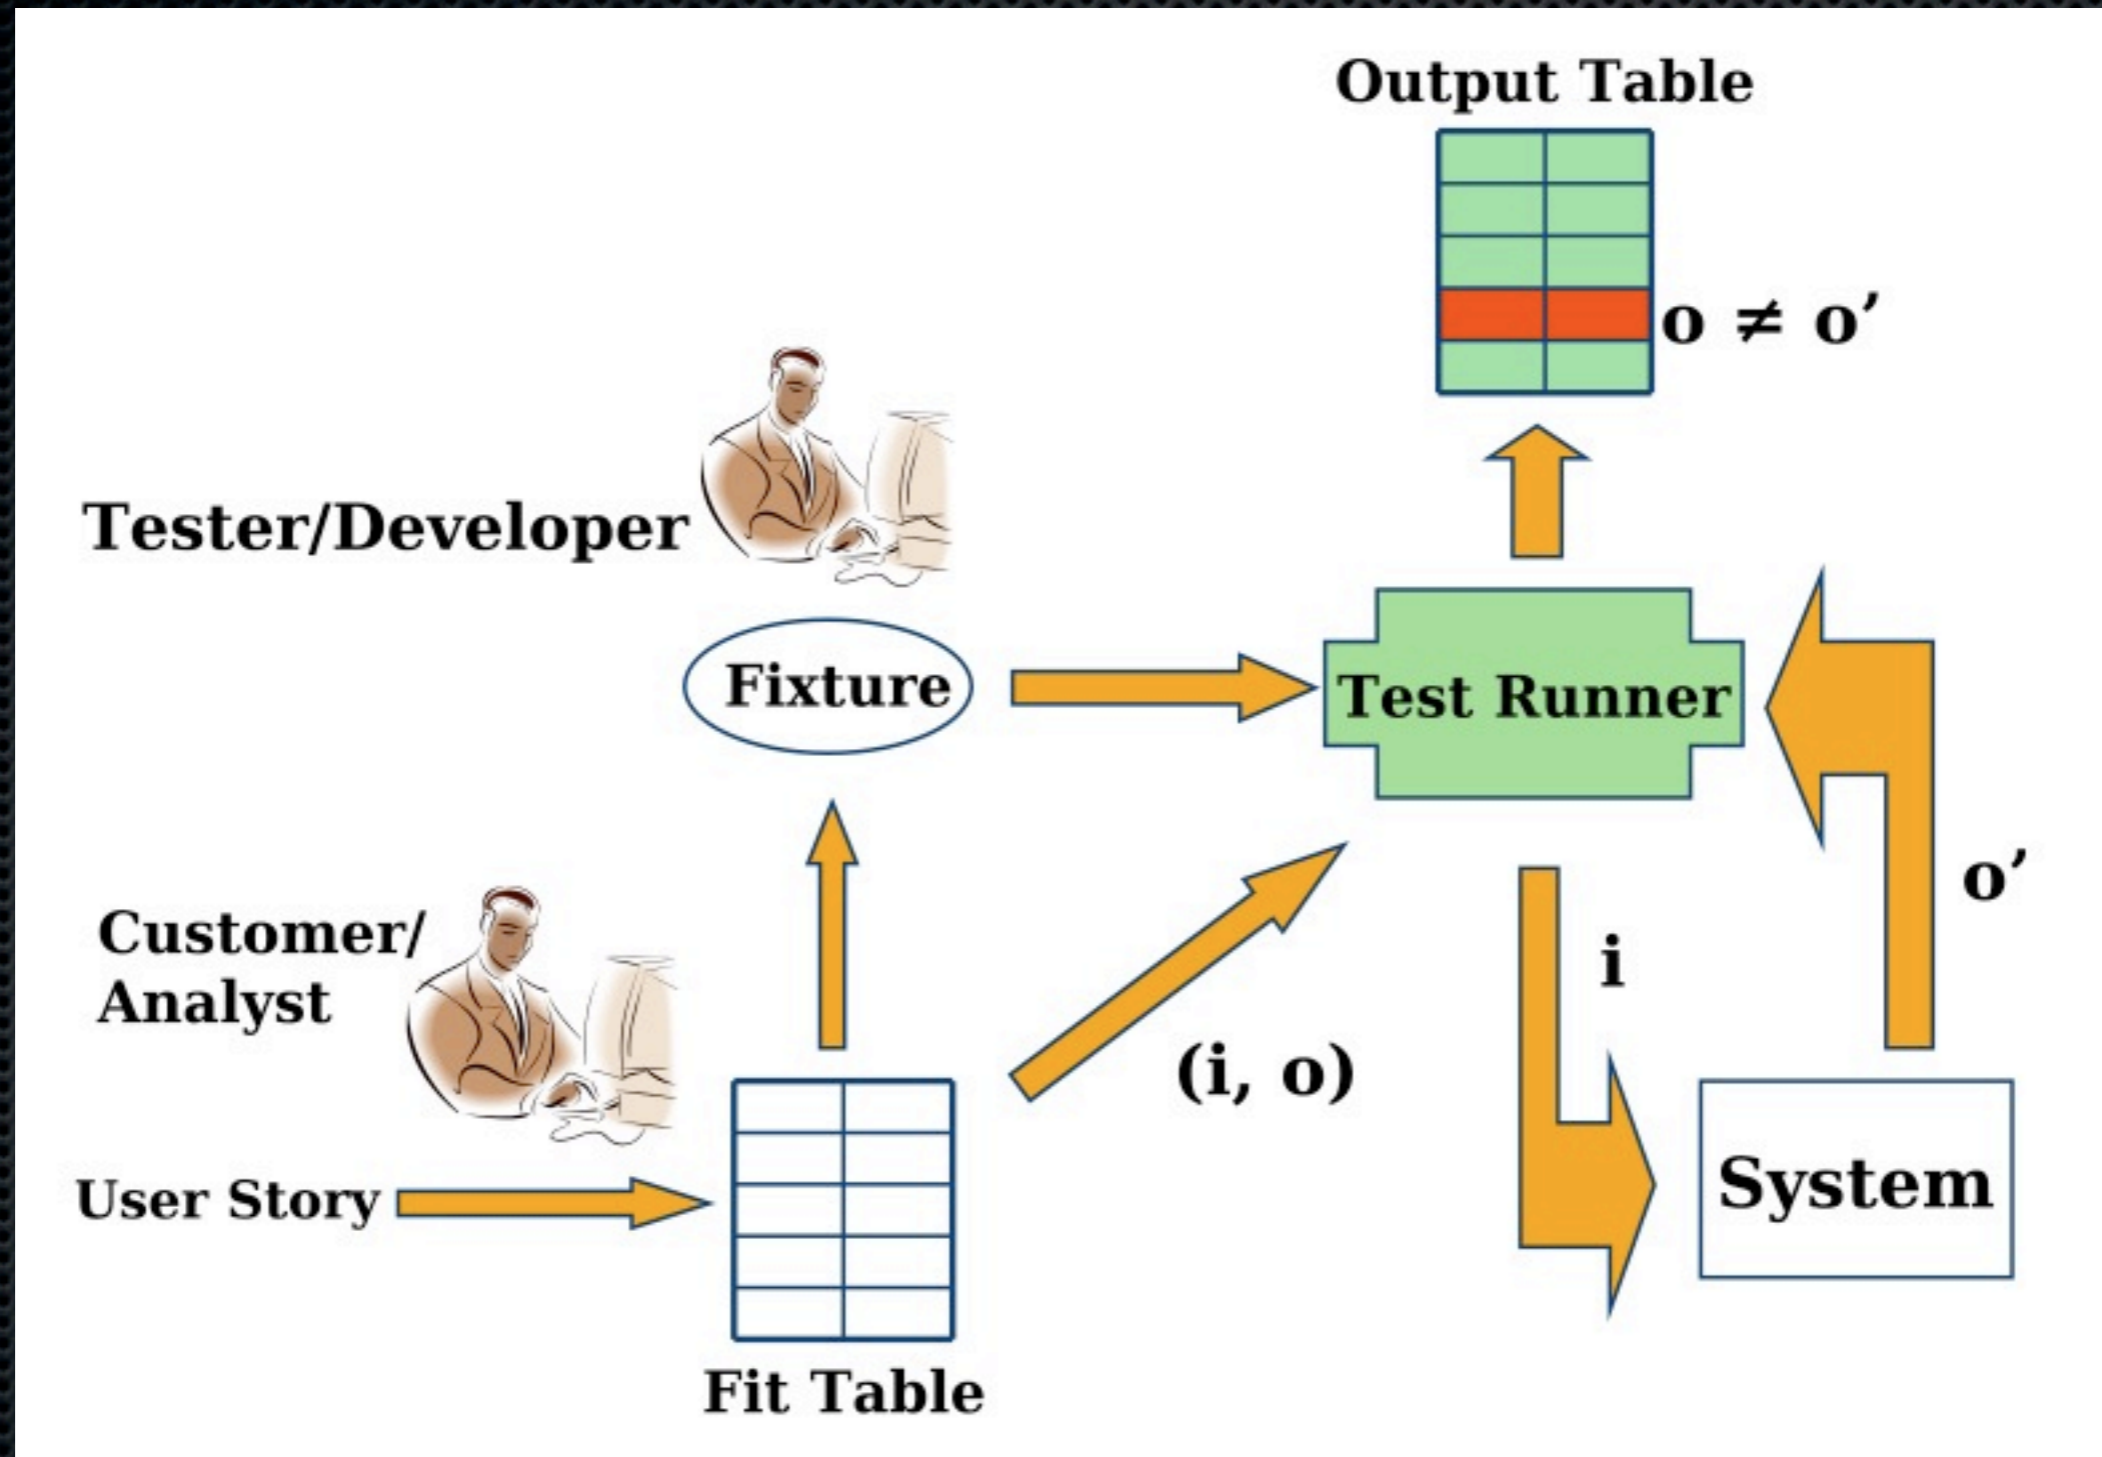 Output Table
o ≠ o’
Tester/Developer
Fixture
Test Runner
Customer/
Analyst
o’
i
(i, o)
User Story
System
Fit Table